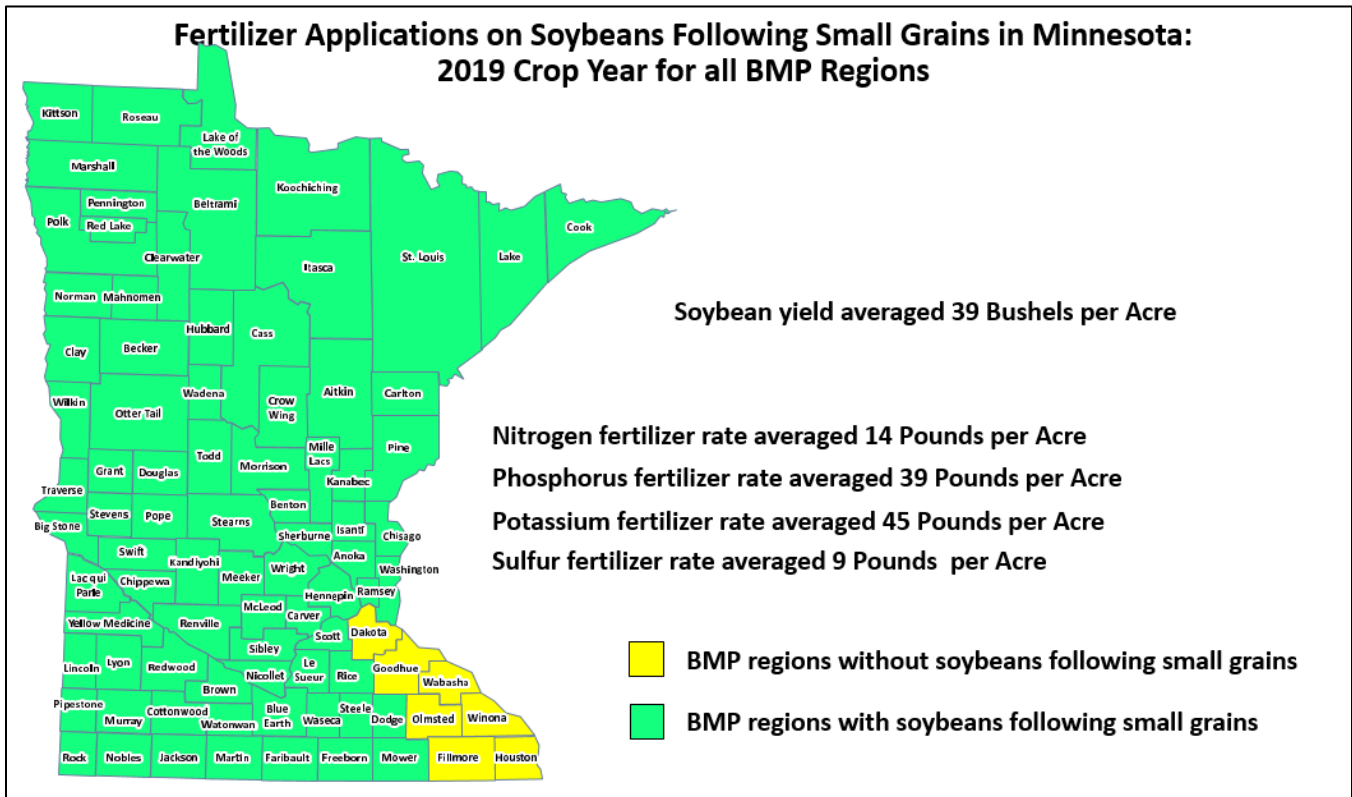 Fertilizer Applications on Soybeans Following Small Grains in Minnesota:
2019 Crop Year for all BMP Regions
Kittson
Roseau
Lake of
the Woods
Marshall
Koochiching
Pennington
Beltrami
Polk
Red Lake
Cook
Clearwater
St. Louis
Lake
Itasca
Norman
Mahnomen
Soybean yield averaged 39 Bushels per Acre
Hubbard
Cass
Clay
Becker
Wadena
Aitkin
Carlton
Wilkin
Crow
Wing
Otter Tail
Nitrogen fertilizer rate averaged 14 Pounds per Acre
Mille
Lacs
Pine
Todd
Morrison
Grant
Douglas
Phosphorus fertilizer rate averaged 39 Pounds per Acre
Kanabec
Traverse
Benton
Stevens
Pope
Stearns
Potassium fertilizer rate averaged 45 Pounds per Acre
Big Stone
Sherburne
Isanti
Chisago
Swift
Anoka
Kandiyohi
Sulfur fertilizer rate averaged 9 Pounds per Acre
Wright
Washington
Lac qui
Parle
Chippewa
Meeker
Hennepin
Ramsey
McLeod
Carver
Yellow Medicine
Renville
Scott
Dakota
Sibley
BMP regions without soybeans following small grains
Lincoln
Lyon
Redwood
Nicollet
Le
Sueur
Rice
Goodhue
Wabasha
Brown
Pipestone
Murray
Cottonwood
Watonwan
Blue
Earth
Waseca
Steele
Dodge
Olmsted
Winona
BMP regions with soybeans following small grains
Rock
Nobles
Jackson
Martin
Faribault
Freeborn
Mower
Fillmore
Houston